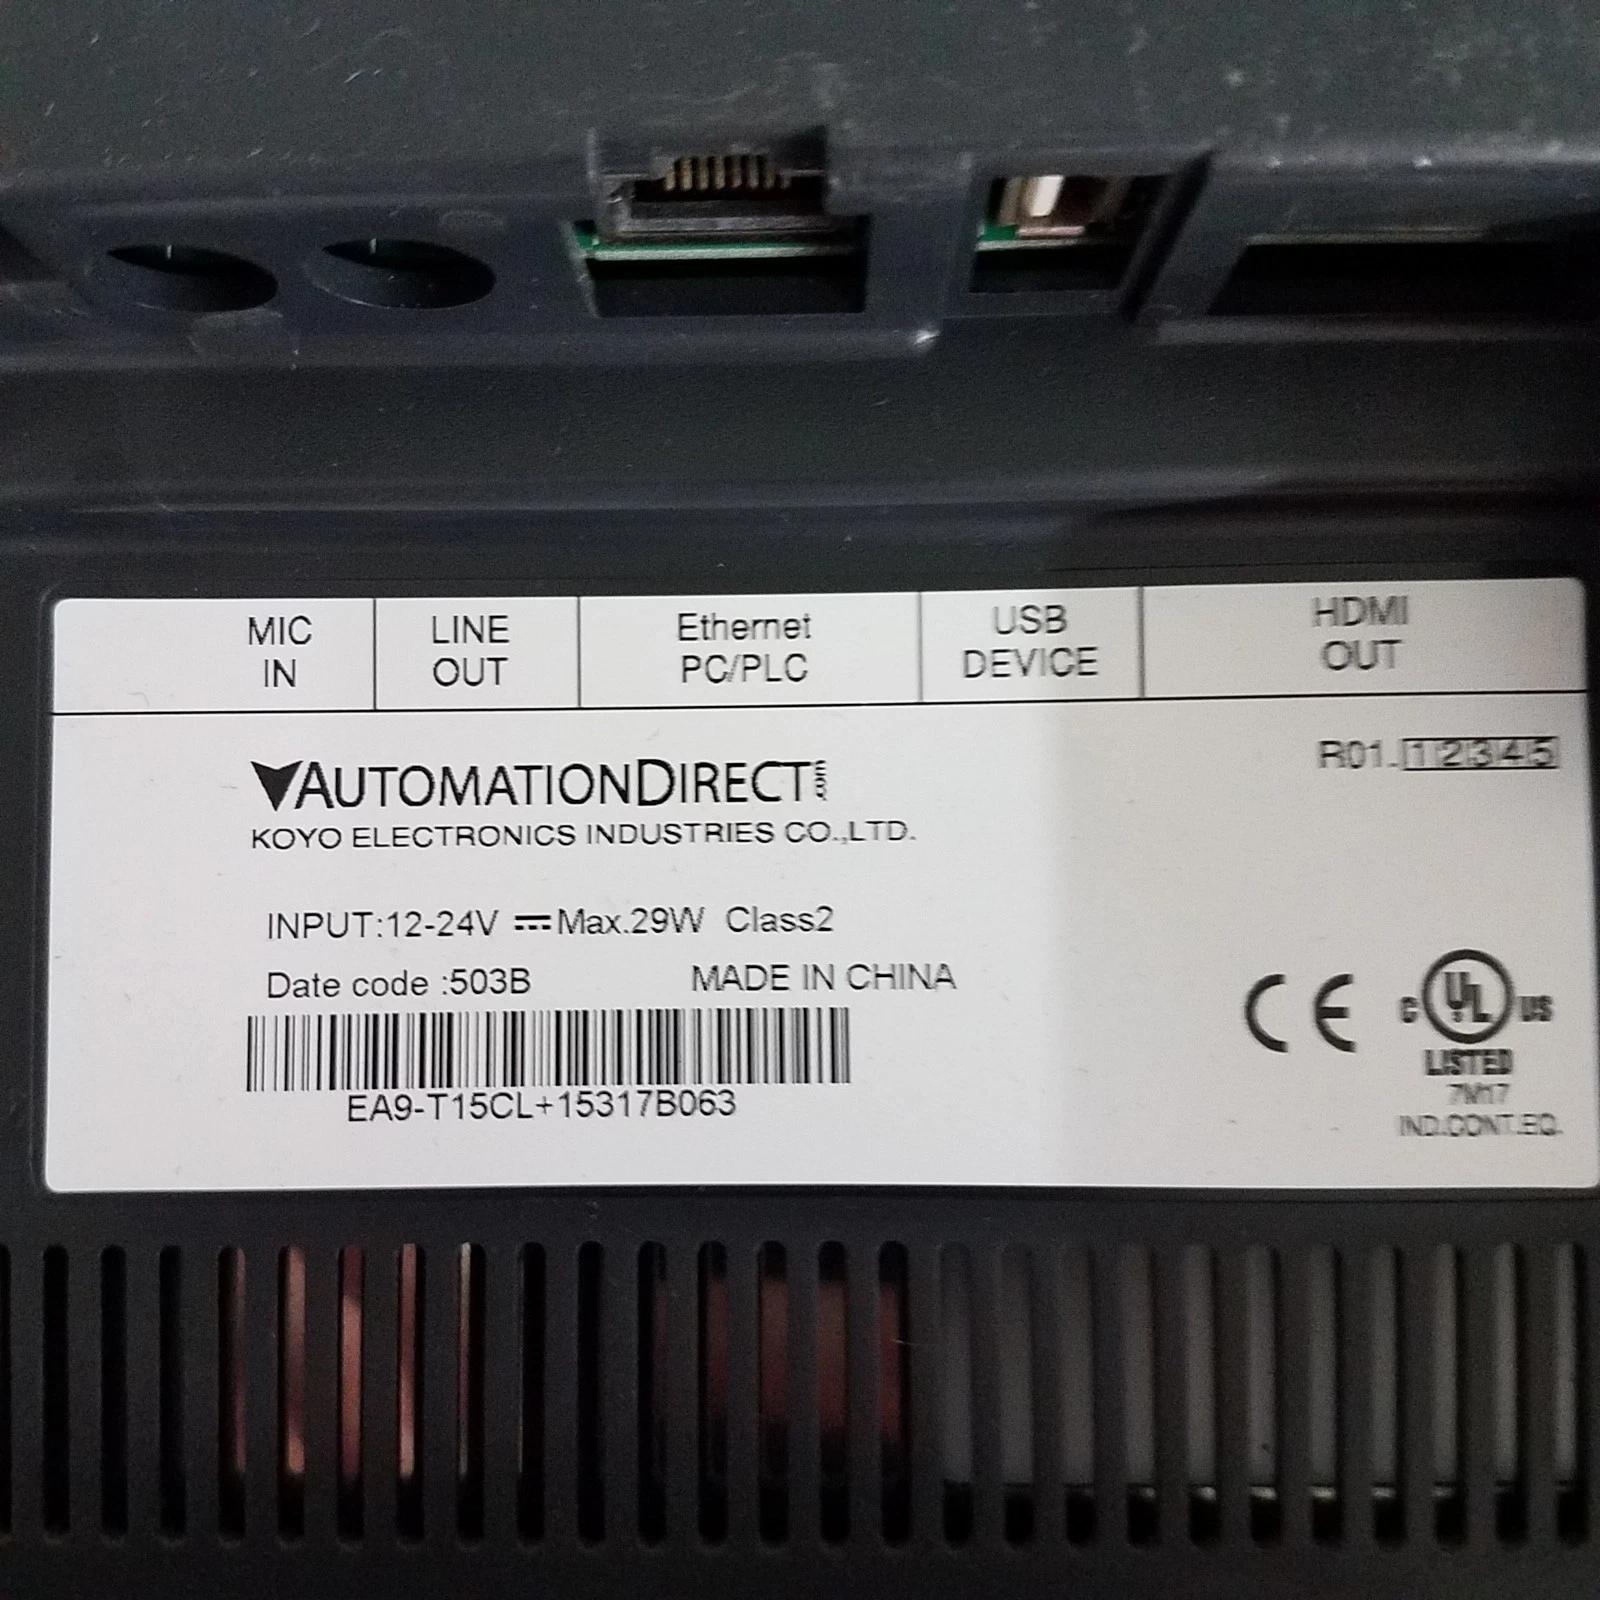 MIC IN
LINE OUT
Ethernet PC/PLC
USB DEVICE
HDMI OUT
R01.12345
AUTOMATIONDIRECT.com
KOYO ELECTRONICS INDUSTRIES CO.,LTD.
INPUT:12-24V ⎓ Max.29W Class2
Date code :503B MADE IN CHINA
EA9-T15CL+15317B063
CE
C UL US
LISTED
7M17
IND.CONT.EQ.